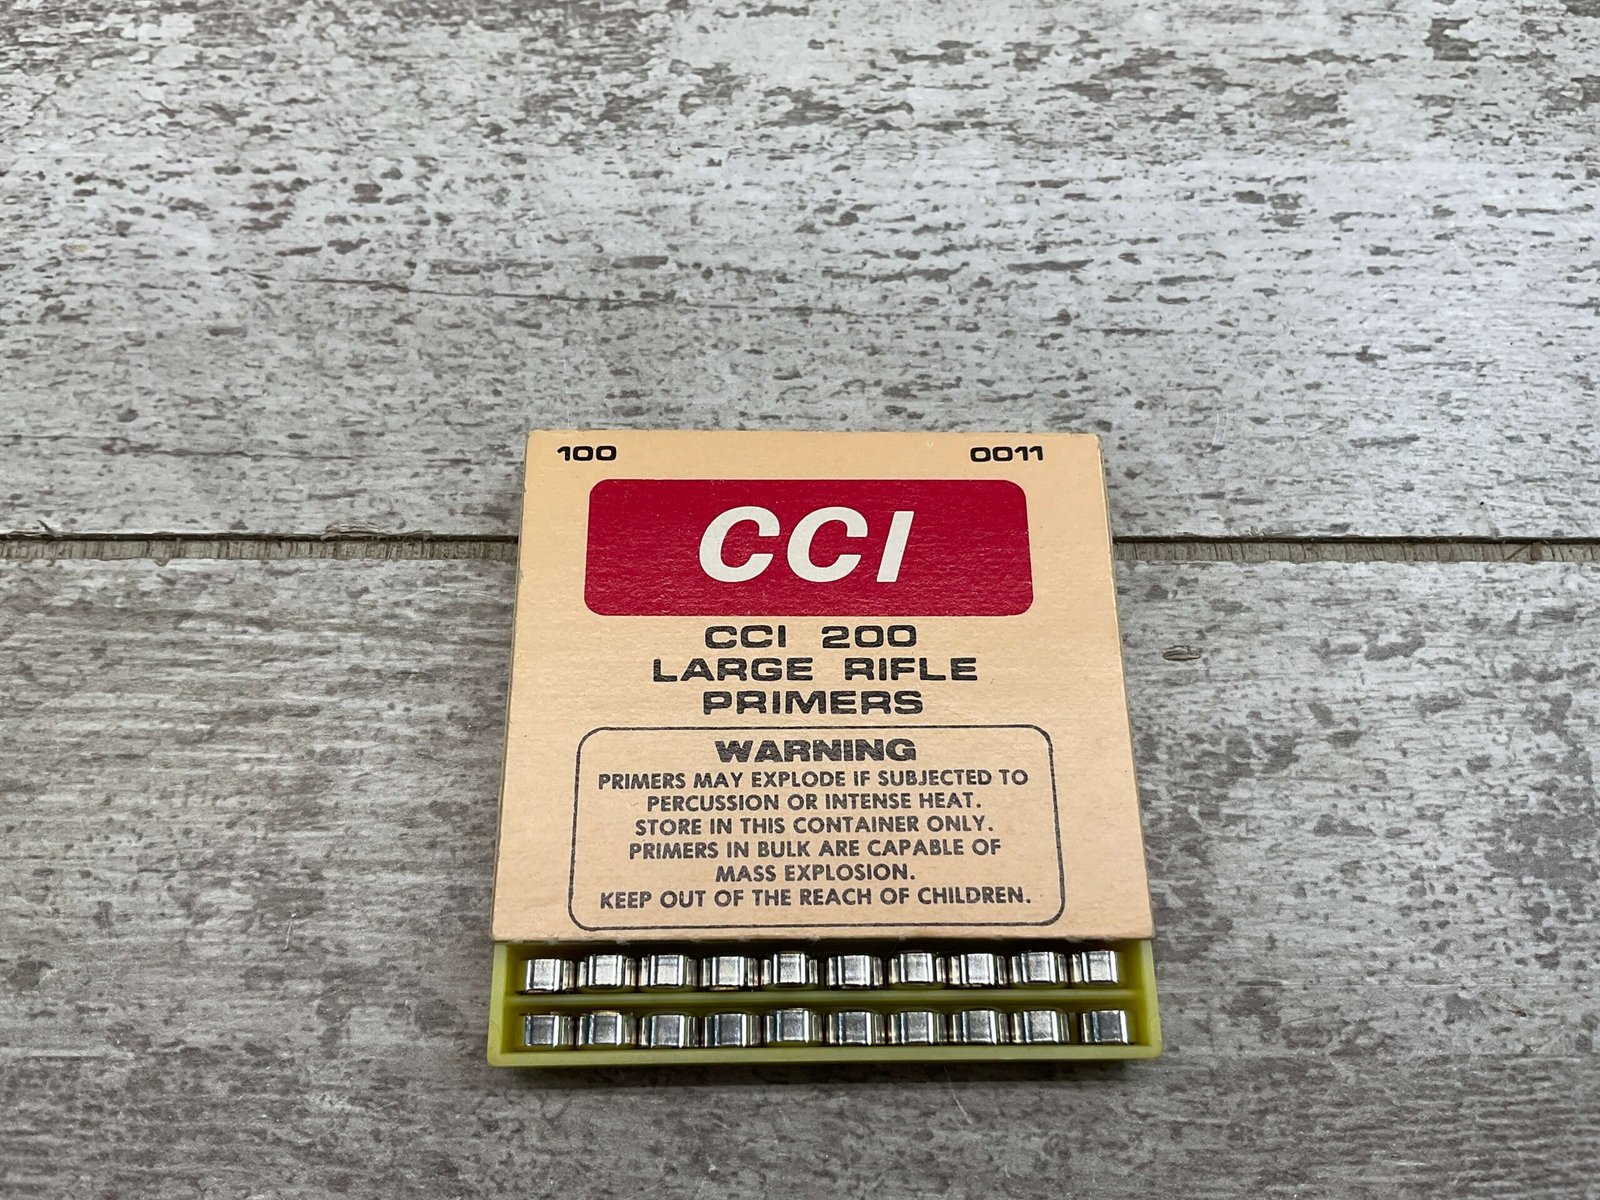 100 0011
CCI
CCI 200
LARGE RIFLE
PRIMERS
WARNING
PRIMERS MAY EXPLODE IF SUBJECTED TO
PERCUSSION OR INTENSE HEAT.
STORE IN THIS CONTAINER ONLY.
PRIMERS IN BULK ARE CAPABLE OF
MASS EXPLOSION.
KEEP OUT OF THE REACH OF CHILDREN.